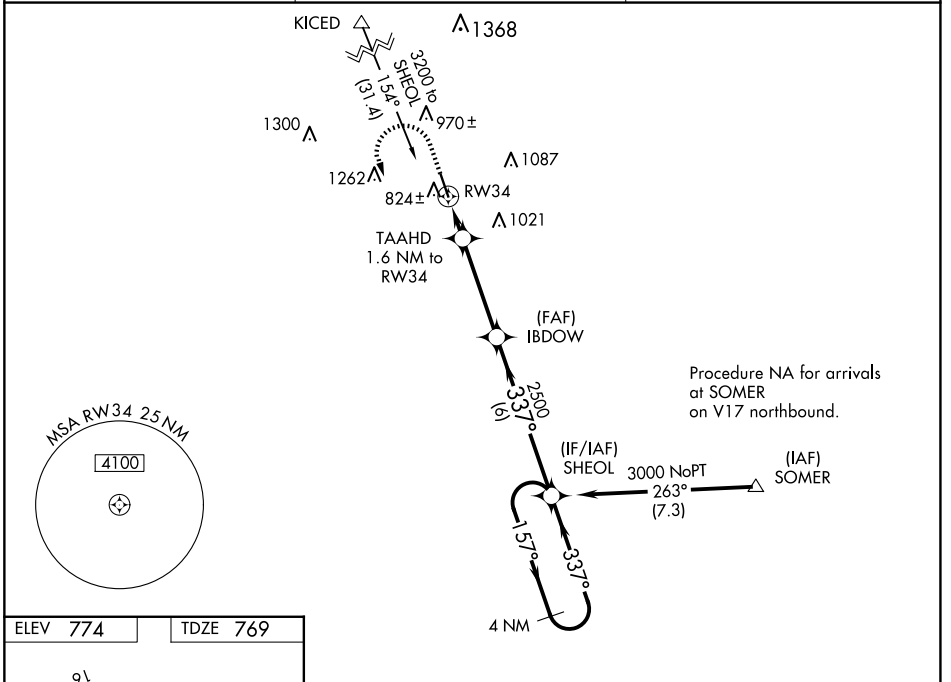 KICED
1368
3200 to
SHEOL
154°
(31.4)
970±
1300
1087
1262
824±
RW34
1021
TAAHD
1.6 NM to
RW34
(FAF)
IBDOW
Procedure NA for arrivals
at SOMER
on V17 northbound.
2500
337°
(6)
MSA RW34 25 NM
4100
(IF/IAF)
SHEOL
3000 NoPT
263°
(7.3)
(IAF)
SOMER
157°
337°
4 NM
ELEV 774
TDZE 769
16